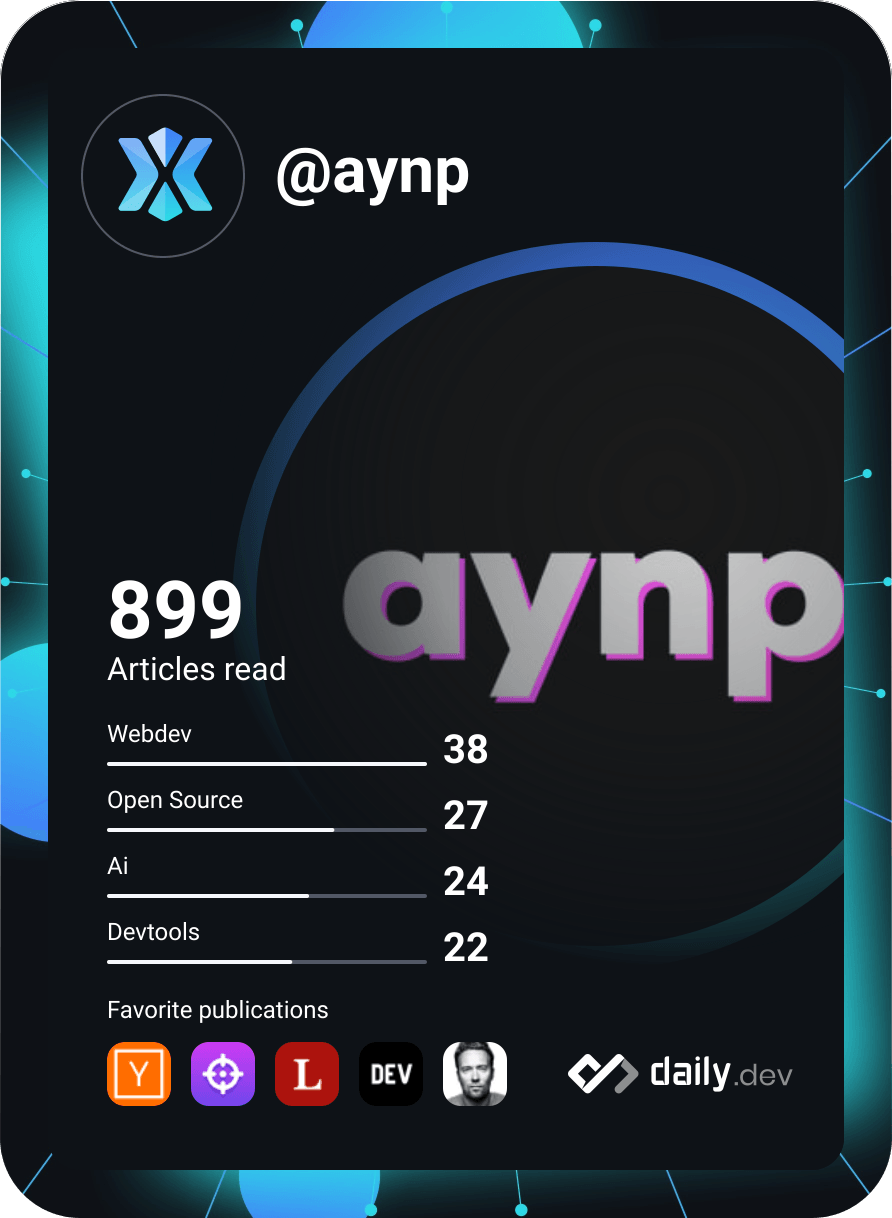 @aynp
aynp
899
Articles read
Webdev
38
Open Source
27
Ai
24
Devtools
22
Favorite publications
Y
L
DEV
daily.dev